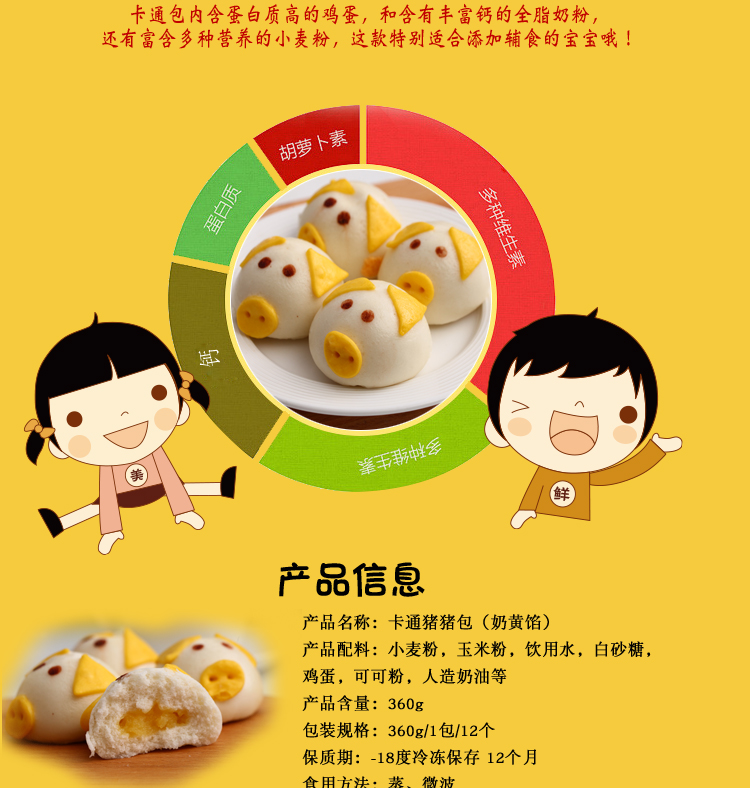 卡通包内含蛋白质高的鸡蛋，和含有丰富钙的全脂奶粉，
还有富含多种营养的小麦粉，这款特别适合添加辅食的宝宝哦！
胡萝卜素
多种维生素
蛋白质
钙
多种维生素
美
鲜
产品信息
产品名称：卡通猪猪包（奶黄馅）
产品配料：小麦粉，玉米粉，饮用水，白砂糖，
鸡蛋，可可粉，人造奶油等
产品含量：360g
包装规格：360g/1包/12个
保质期：-18度冷冻保存 12个月
食用方法：蒸、微波